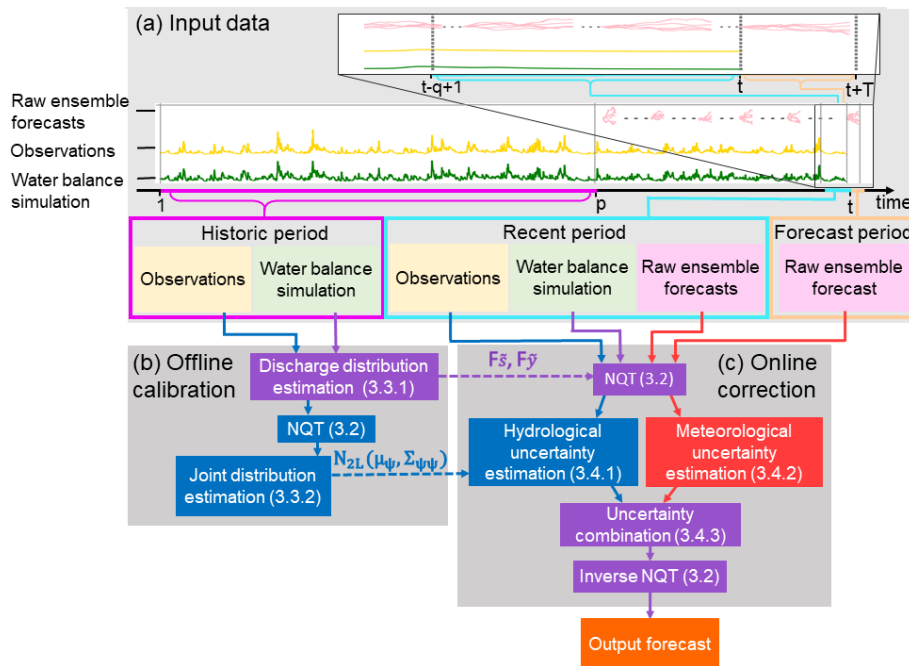 (a) Input data
t-q+1
t
t+T
Raw ensemble
forecasts
Observations
Water balance
simulation
1
p
t
time
Historic period
Observations
Water balance
simulation
Recent period
Observations
Water balance
simulation
Raw ensemble
forecasts
Forecast period
Raw ensemble
forecast
(b) Offline
calibration
Discharge distribution
estimation (3.3.1)
NQT (3.2)
Joint distribution
estimation (3.3.2)
Fs̃, Fỹ
N₂L(μψ, Σψψ)
(c) Online
correction
NQT (3.2)
Hydrological
uncertainty
estimation (3.4.1)
Meteorological
uncertainty
estimation (3.4.2)
Uncertainty
combination (3.4.3)
Inverse NQT (3.2)
Output forecast